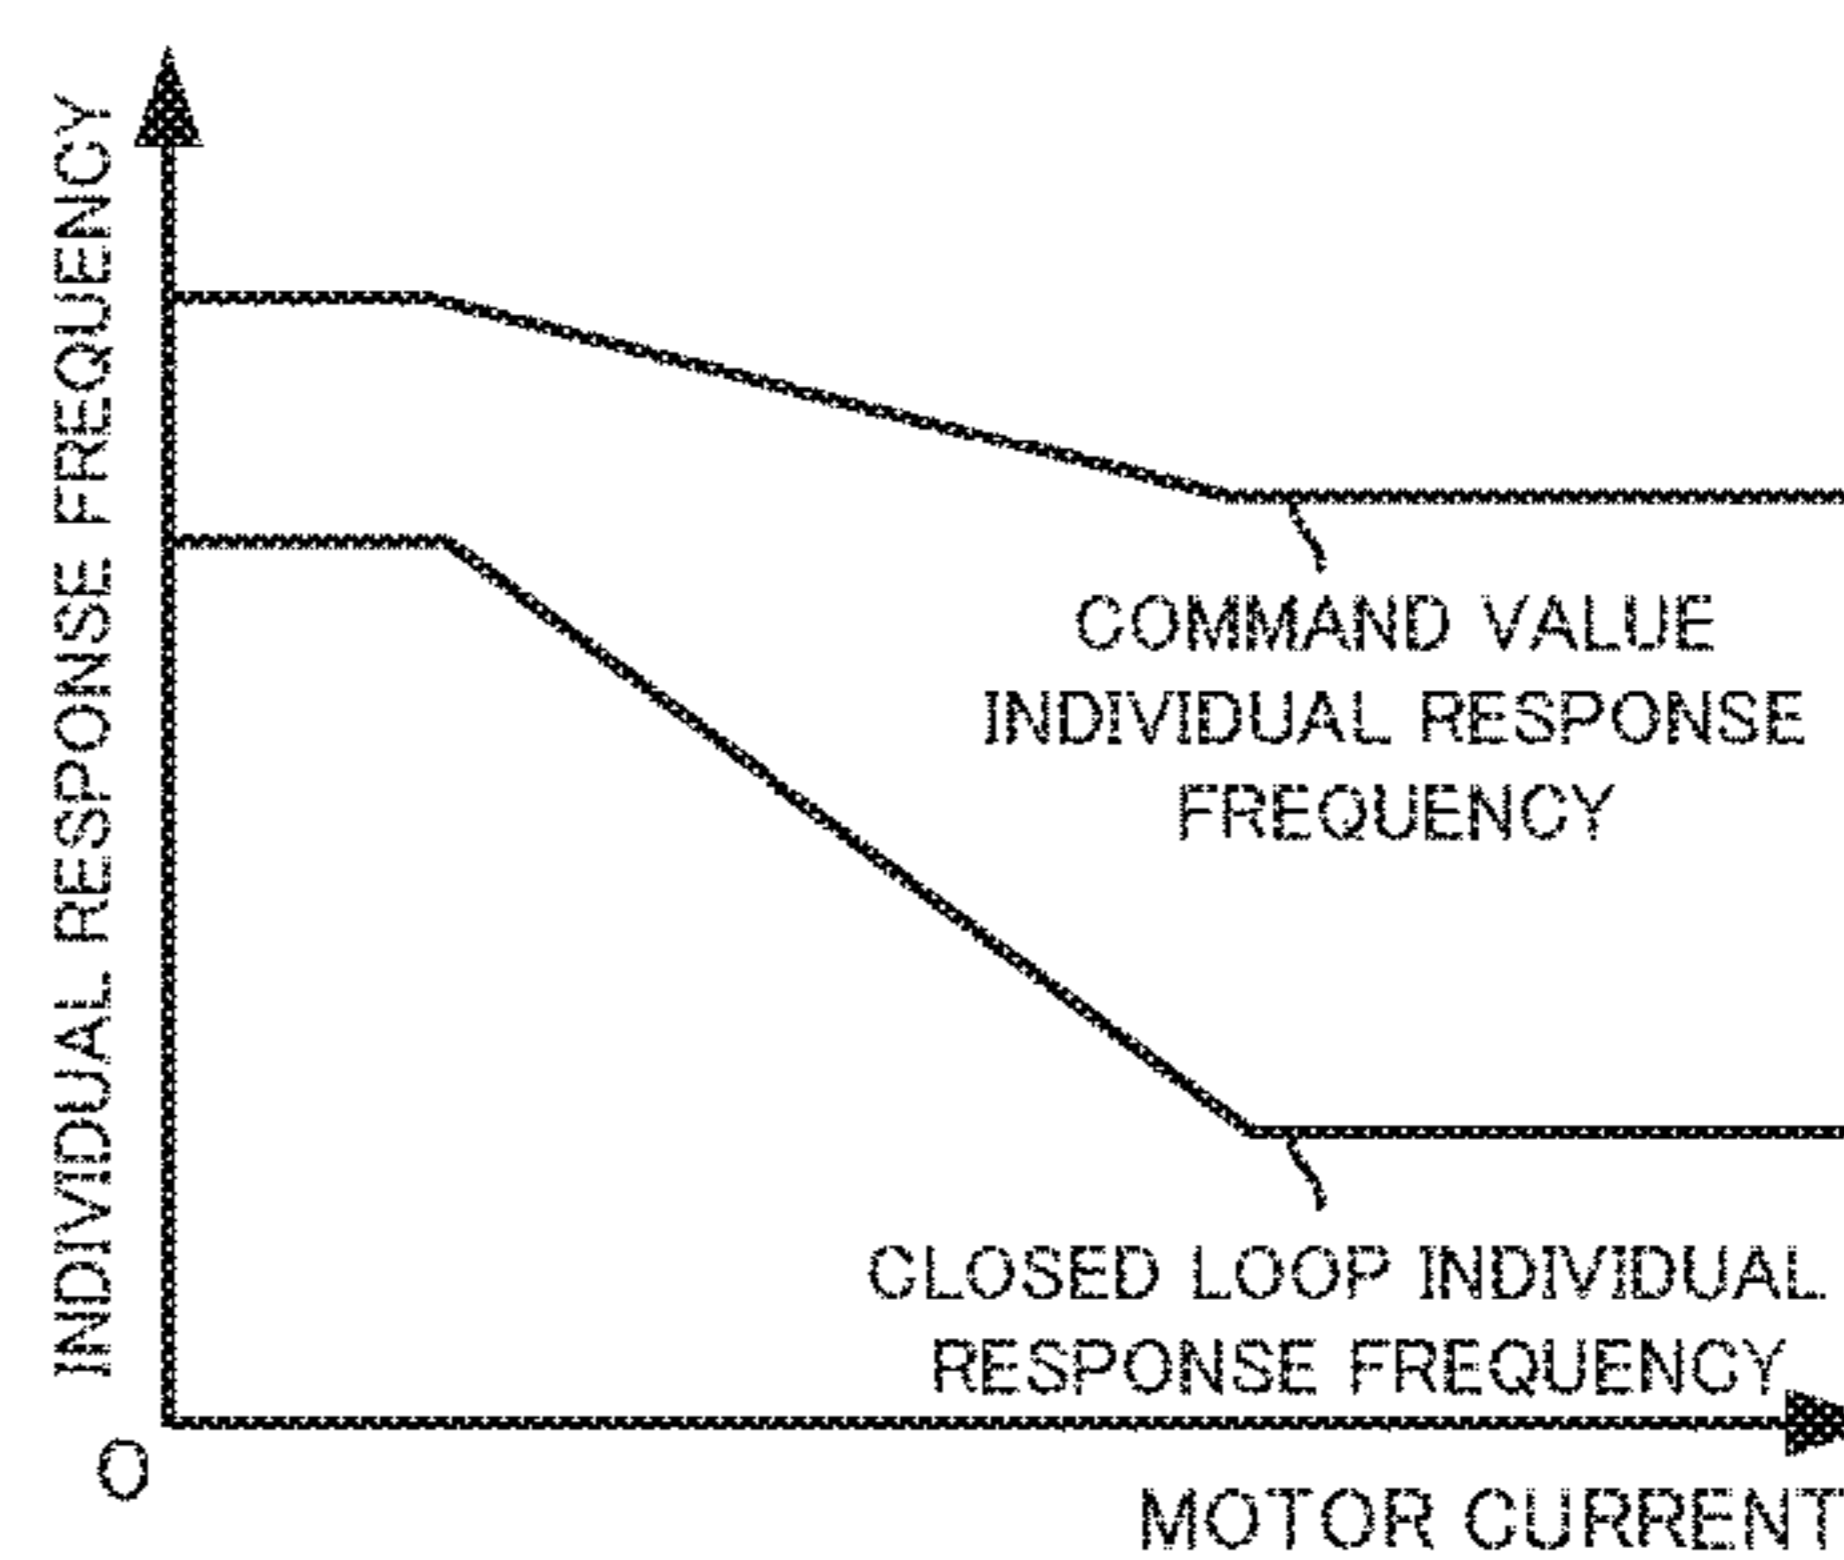 INDIVIDUAL RESPONSE FREQUENCY
COMMAND VALUE
INDIVIDUAL RESPONSE
FREQUENCY
CLOSED LOOP INDIVIDUAL
RESPONSE FREQUENCY
O
MOTOR CURRENT